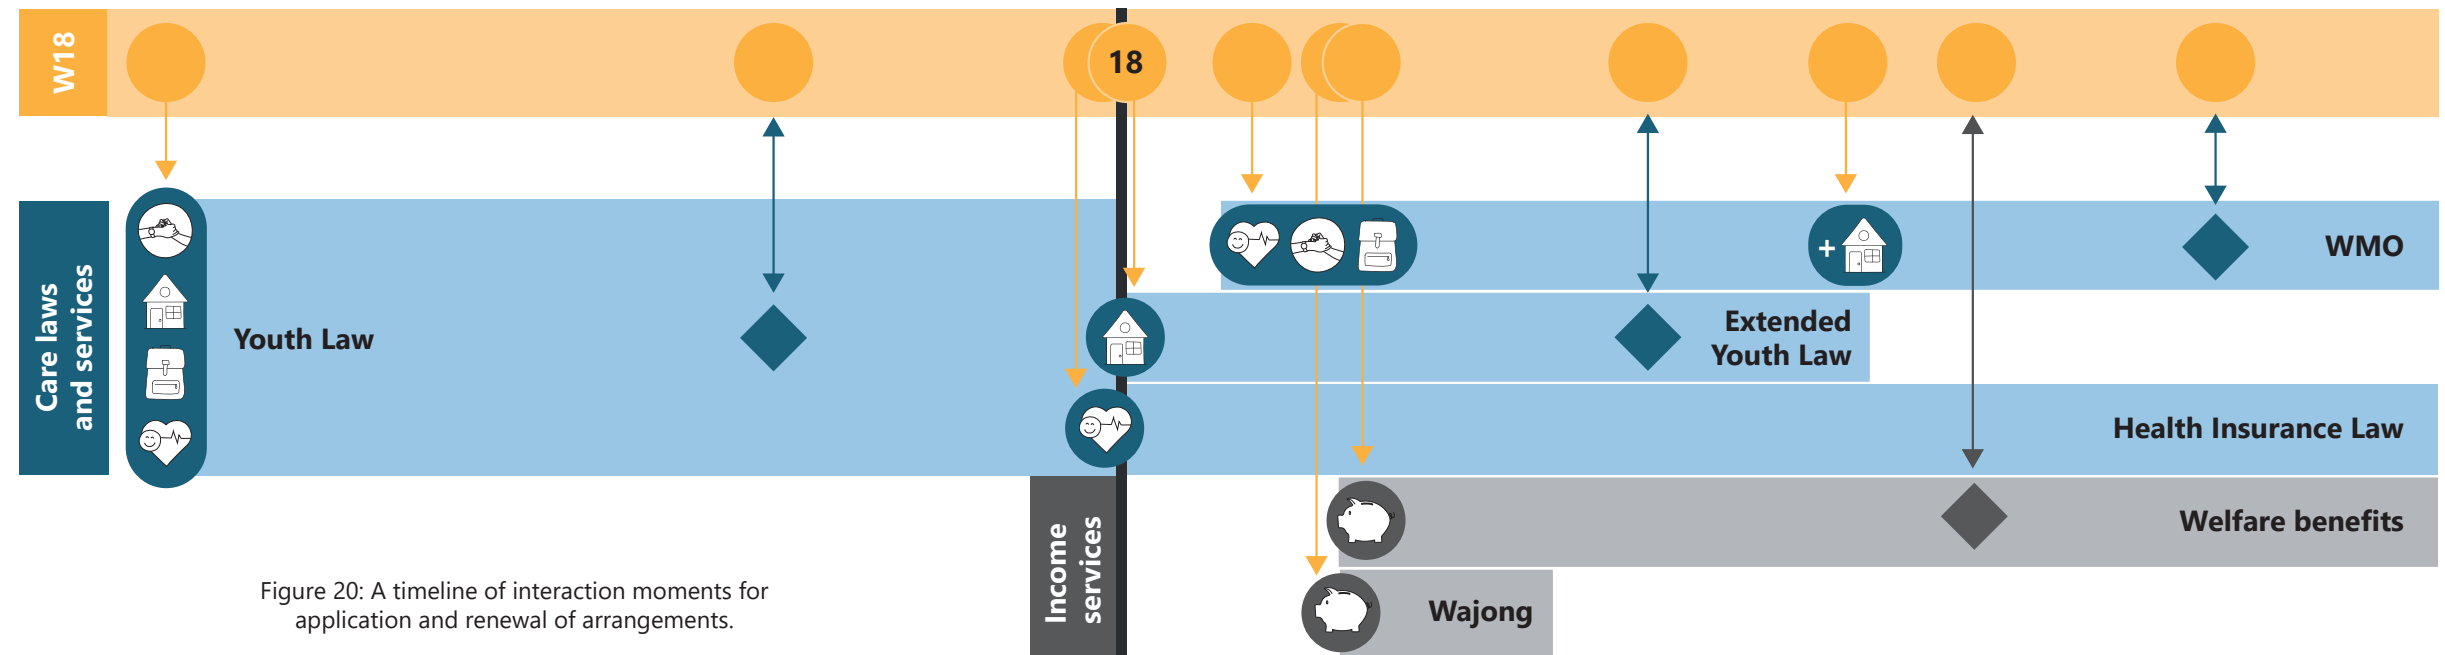 W18
18
Care laws
and services
Youth Law
+
WMO
Extended
Youth Law
Health Insurance Law
Income
services
Welfare benefits
Wajong
Figure 20: A timeline of interaction moments for
application and renewal of arrangements.